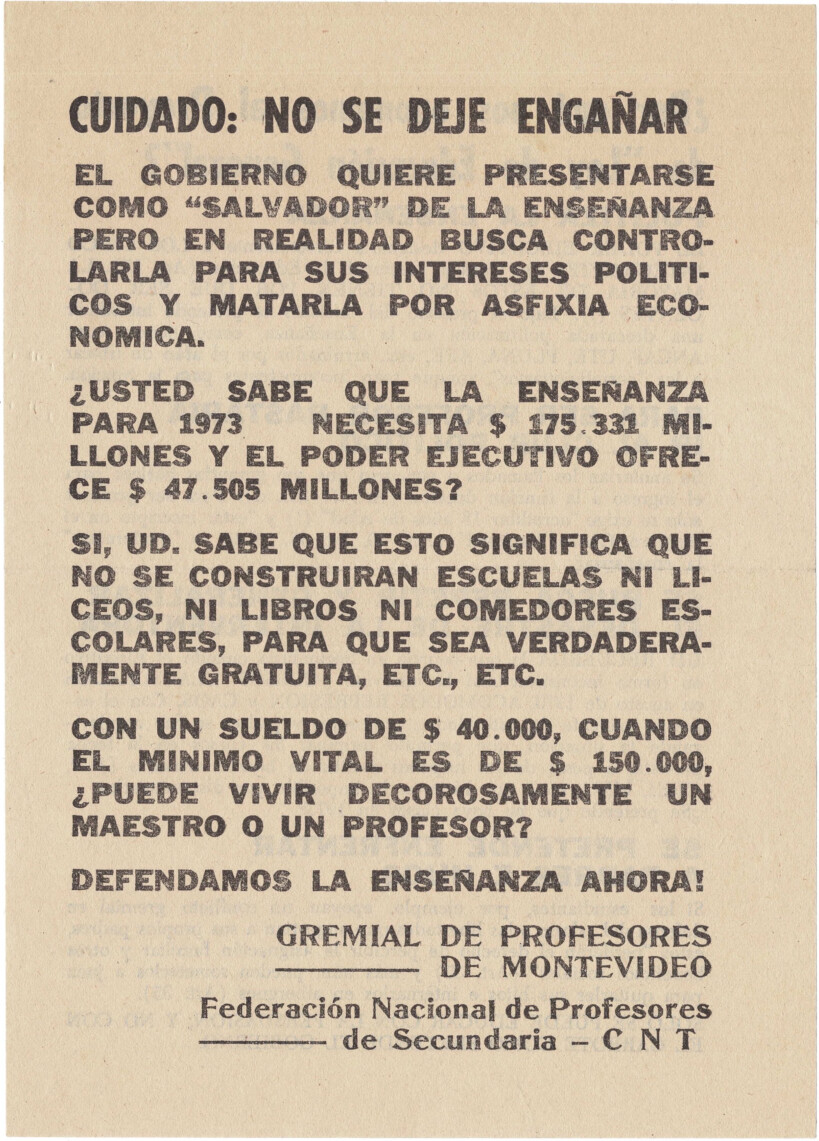 CUIDADO: NO SE DEJE ENGAÑAR
EL GOBIERNO QUIERE PRESENTARSE
COMO "SALVADOR" DE LA ENSEÑANZA
PERO EN REALIDAD BUSCA CONTRO-
LARLA PARA SUS INTERESES POLITI-
COS Y MATARLA POR ASFIXIA ECO-
NOMICA.
¿USTED SABE QUE LA ENSEÑANZA
PARA 1973 NECESITA $ 175.331 MI-
LLONES Y EL PODER EJECUTIVO OFRE-
CE $ 47.505 MILLONES?
SI, UD. SABE QUE ESTO SIGNIFICA QUE
NO SE CONSTRUIRAN ESCUELAS NI LI-
CEOS, NI LIBROS NI COMEDORES ES-
COLARES, PARA QUE SEA VERDADERA-
MENTE GRATUITA, ETC., ETC.
CON UN SUELDO DE $ 40.000, CUANDO
EL MINIMO VITAL ES DE $ 150.000,
¿PUEDE VIVIR DECOROSAMENTE UN
MAESTRO O UN PROFESOR?
DEFENDAMOS LA ENSEÑANZA AHORA!
GREMIAL DE PROFESORES
DE MONTEVIDEO
Federación Nacional de Profesores
de Secundaria – C N T